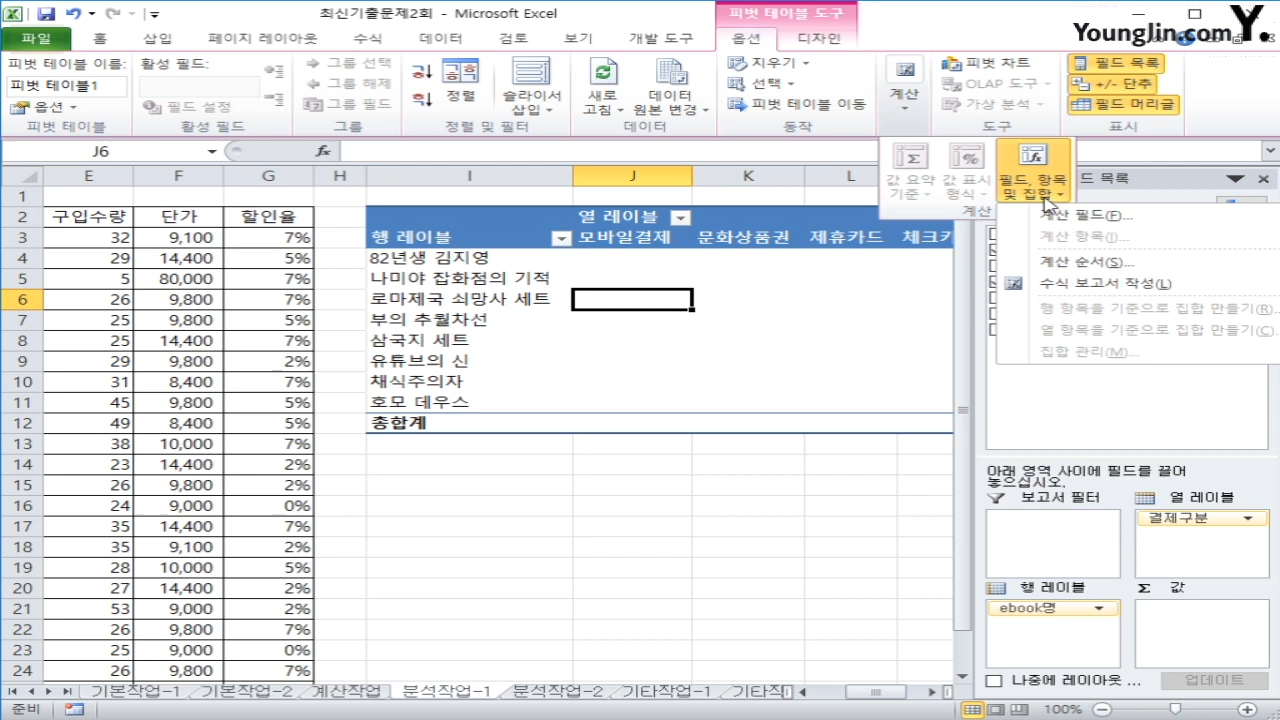 최신기출문제2회 - Microsoft Excel
피벗 테이블 도구
YoungJin.com Y.
파일 홈 삽입 페이지 레이아웃 수식 데이터 검토 보기 개발 도구 옵션 디자인
피벗 테이블 이름:
피벗 테이블1
옵션
피벗 테이블
활성 필드:
필드 설정
활성 필드
그룹 선택
그룹 해제
그룹 필드
그룹
정렬
슬라이서
삽입
정렬 및 필터
새로
고침
데이터
원본 변경
데이터
지우기
선택
피벗 테이블 이동
동작
계산
피벗 차트
OLAP 도구
가상 분석
도구
필드 목록
+/- 단추
필드 머리글
표시
J6 fx
값 요약
기준
값 표시
형식
필드, 항목
및 집합
계산
드 목록
계산 필드(F)...
계산 항목(I)...
계산 순서(S)...
수식 보고서 작성(L)
행 항목을 기준으로 집합 만들기(R)...
열 항목을 기준으로 집합 만들기(C)...
집합 관리(M)...
E F G H I J K L
1
2 구입수량 단가 할인율 열 레이블
3 32 9,100 7% 행 레이블 모바일결제 문화상품권 제휴카드 체크카
4 29 14,400 5% 82년생 김지영
5 5 80,000 7% 나미야 잡화점의 기적
6 26 9,800 7% 로마제국 쇠망사 세트
7 25 9,800 5% 부의 추월차선
8 25 14,400 7% 삼국지 세트
9 29 9,800 2% 유튜브의 신
10 31 8,400 7% 채식주의자
11 45 9,800 5% 호모 데우스
12 49 8,400 5% 총합계
13 38 10,000 7%
14 23 14,400 2%
15 26 9,800 2%
16 24 9,000 0%
17 35 14,400 7%
18 35 9,100 2%
19 28 10,000 5%
20 27 14,400 2%
21 53 9,000 2%
22 26 9,800 7%
23 25 9,000 0%
24 26 9,800 7%
아래 영역 사이에 필드를 끌어
놓으십시오.
보고서 필터 열 레이블
결제구분
행 레이블 Σ 값
ebook명
나중에 레이아웃 ... 업데이트
기본작업-1 기본작업-2 계산작업 분석작업-1 분석작업-2 기타작업-1 기타작
준비 100%